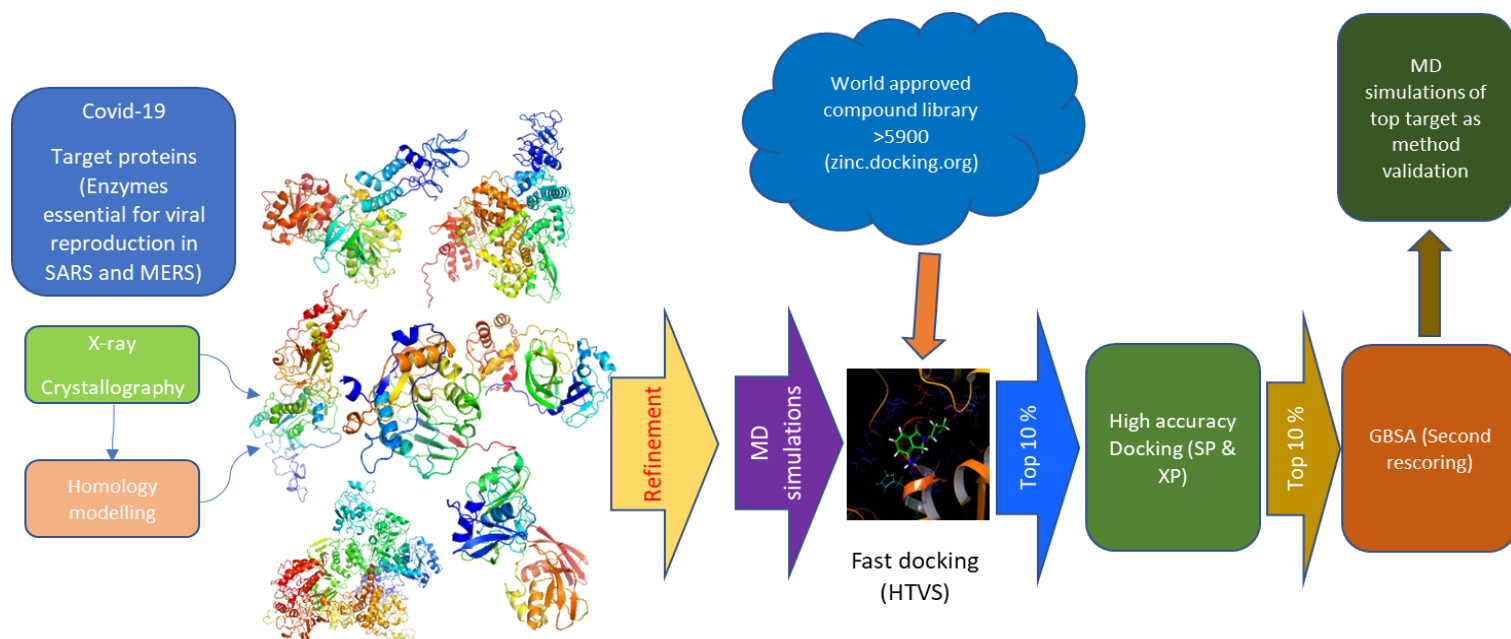 Covid-19
Target proteins
(Enzymes
essential for viral
reproduction in
SARS and MERS)
X-ray
Crystallography
Homology
modelling
Refinement
MD
simulations
World approved
compound library
>5900
(zinc.docking.org)
Fast docking
(HTVS)
Top 10 %
High accuracy
Docking (SP &
XP)
Top 10 %
GBSA (Second
rescoring)
MD
simulations of
top target as
method
validation